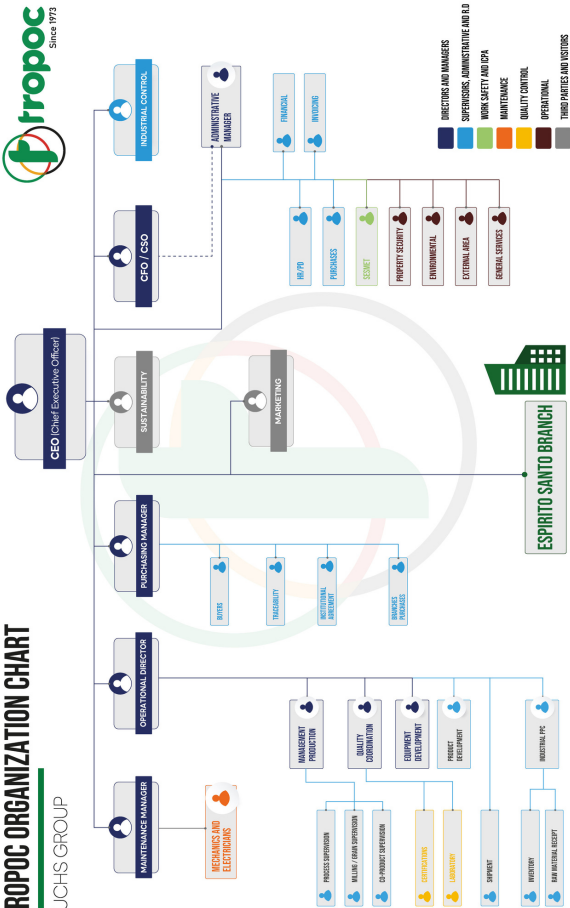 ROPOC ORGANIZATION CHART
UCHS GROUP
fropoc
Since 1973
CEO (Chief Executive Officer)
MAINTENANCE MANAGER
OPERATIONAL DIRECTOR
PURCHASING MANAGER
SUSTAINABILITY
CFO / CSO
INDUSTRIAL CONTROL
MECHANICS AND
ELECTRICIANS
MANAGEMENT
PRODUCTION
QUALITY
COORDINATION
EQUIPMENT
DEVELOPMENT
PRODUCT
DEVELOPMENT
INDUSTRIAL PPC
PROCESS SUPERVISION
MILLING / GRAIN SUPERVISION
CO-PRODUCT SUPERVISION
CERTIFICATIONS
LABORATORY
SHIPMENT
INVENTORY
RAW MATERIAL RECEIPT
BUYERS
TRACEABILITY
INSTITUTIONAL
AGREEMENT
BRANCHES
PURCHASES
MARKETING
ESPIRITO SANTO BRANCH
ADMINISTRATIVE
MANAGER
FINANCIAL
INVOICING
HR/PD
PURCHASES
SESMET
PROPERTY SECURITY
ENVIRONMENTAL
EXTERNAL AREA
GENERAL SERVICES
DIRECTORS AND MANAGERS
SUPERVISORS, ADMINISTRATIVE AND R.D
WORK SAFETY AND ICPA
MAINTENANCE
QUALITY CONTROL
OPERATIONAL
THIRD PARTIES AND VISITORS